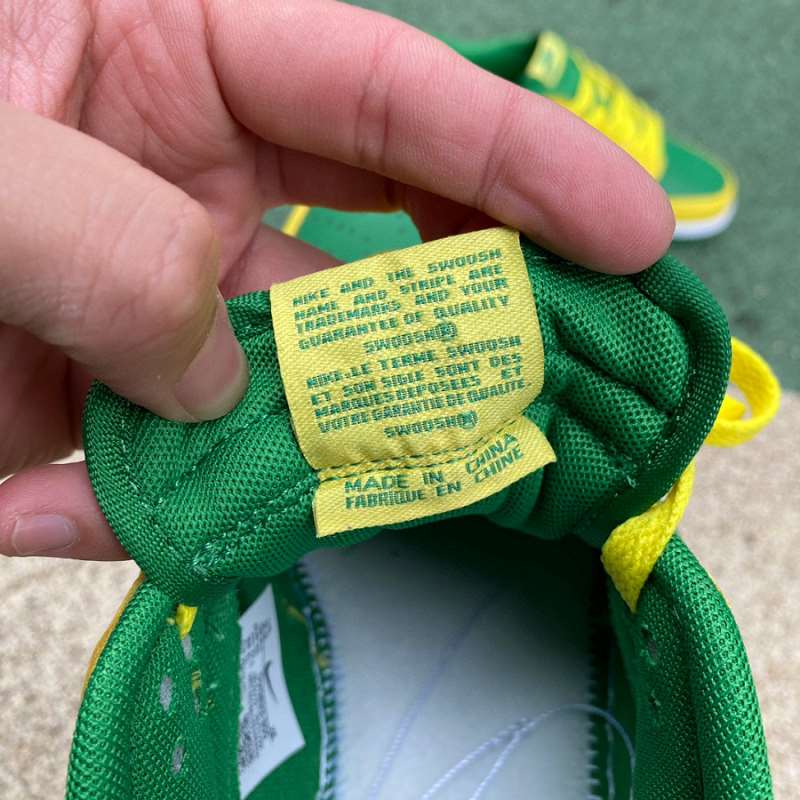 NIKE AND THE SWOOSH
NAME AND STRIPE ARE
TRADEMARKS AND YOUR
GUARANTEE OF QUALITY
SWOOSH®
NIKE.LE TERME SWOOSH
ET SON SIGLE SONT DES
MARQUES DEPOSEES ET
VOTRE GARANTIE DE QUALITE
SWOOSH®
MADE IN CHINA
FABRIQUE EN CHINE